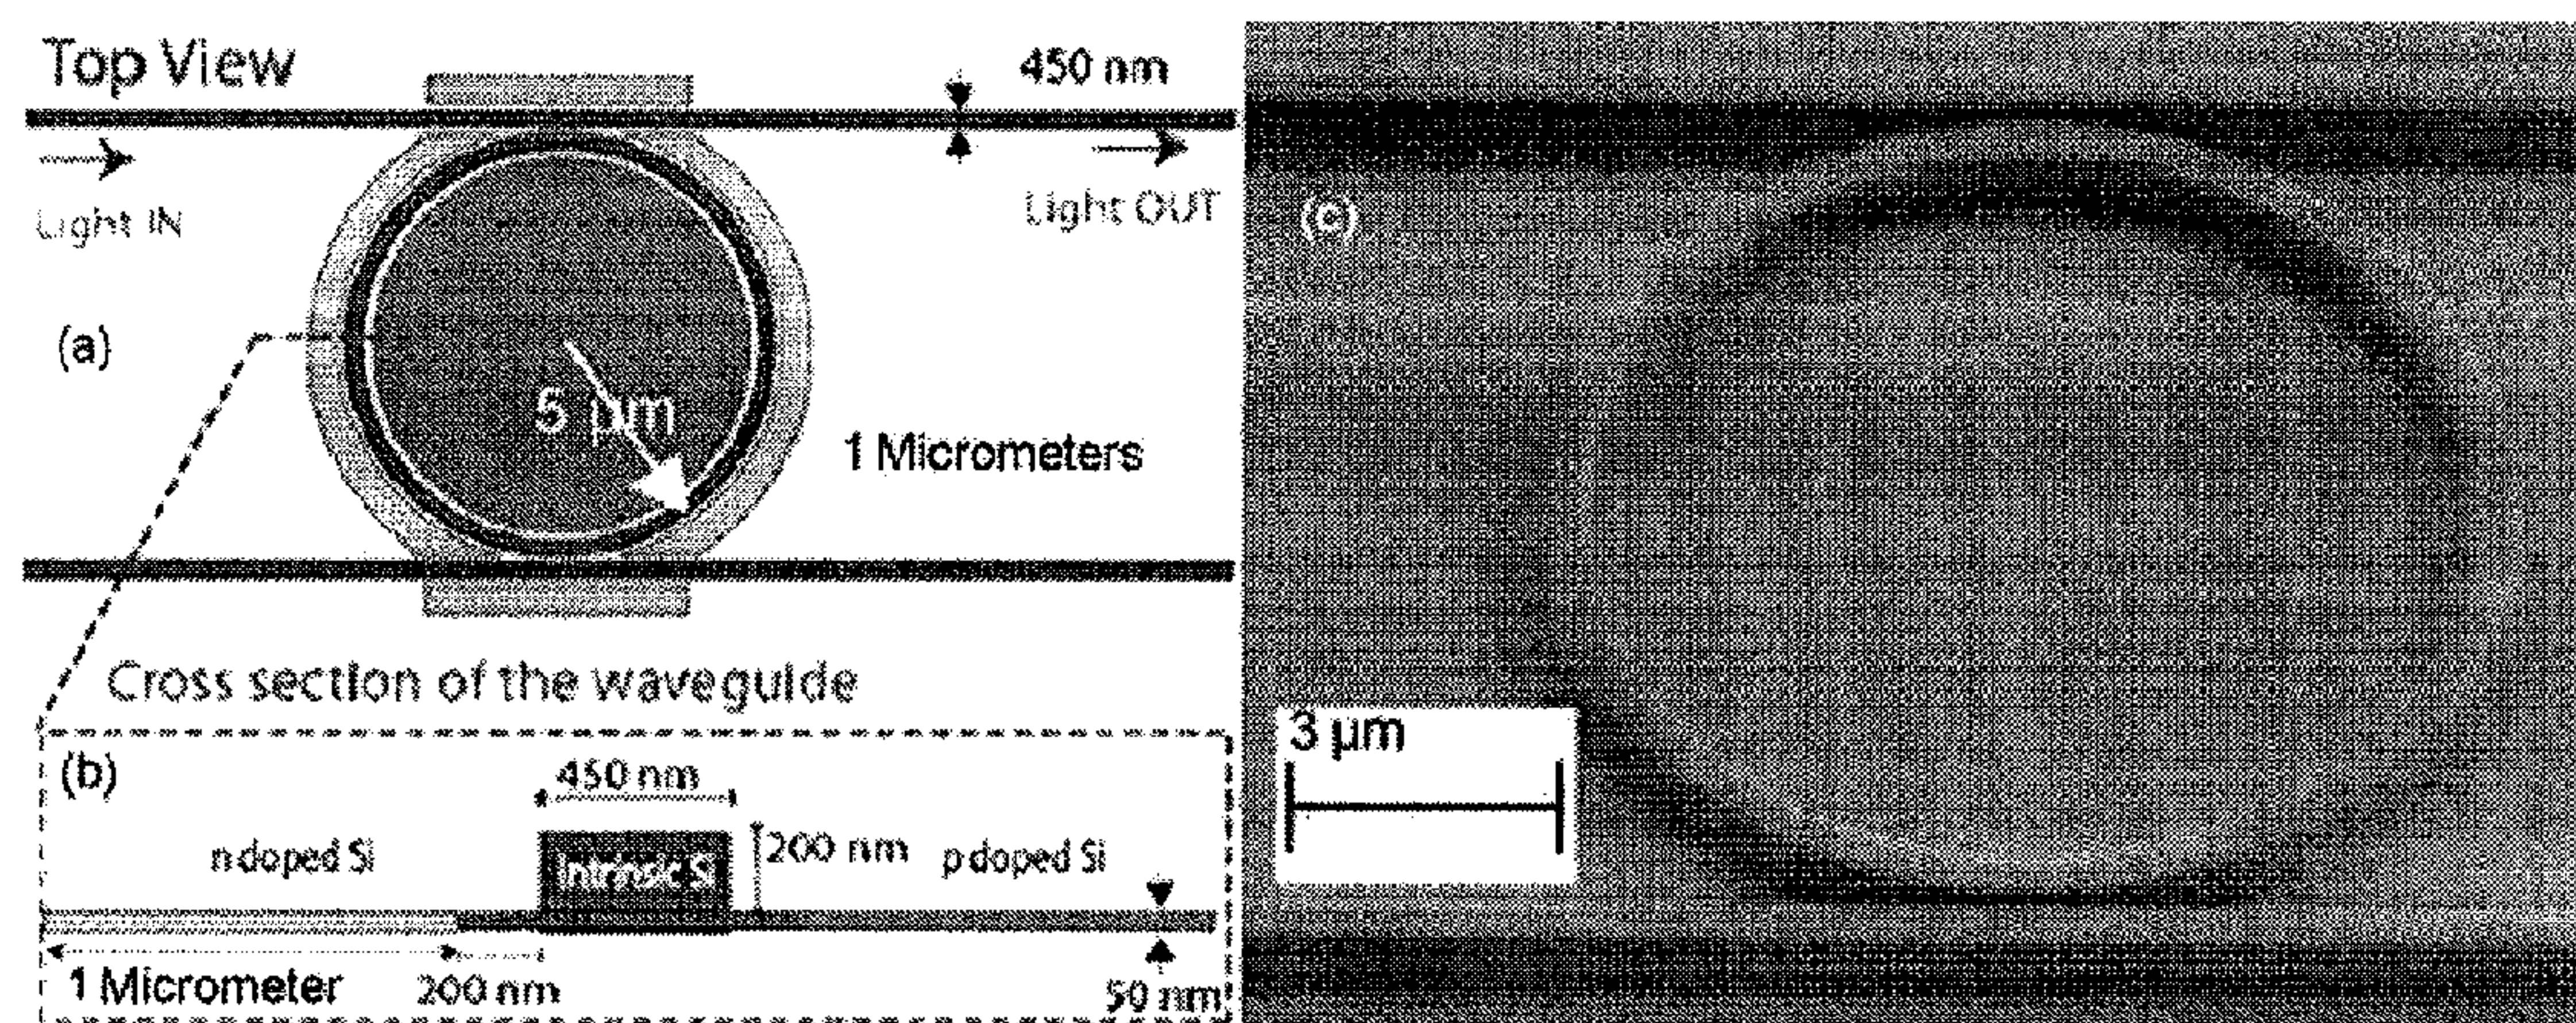 Top View
450 nm
Light IN
Light OUT
(a)
5 µm
1 Micrometers
Cross section of the waveguide
(b)
450 nm
n doped Si
Intrinsic Si
200 nm
p doped Si
1 Micrometer
200 nm
50 nm
(c)
3 µm